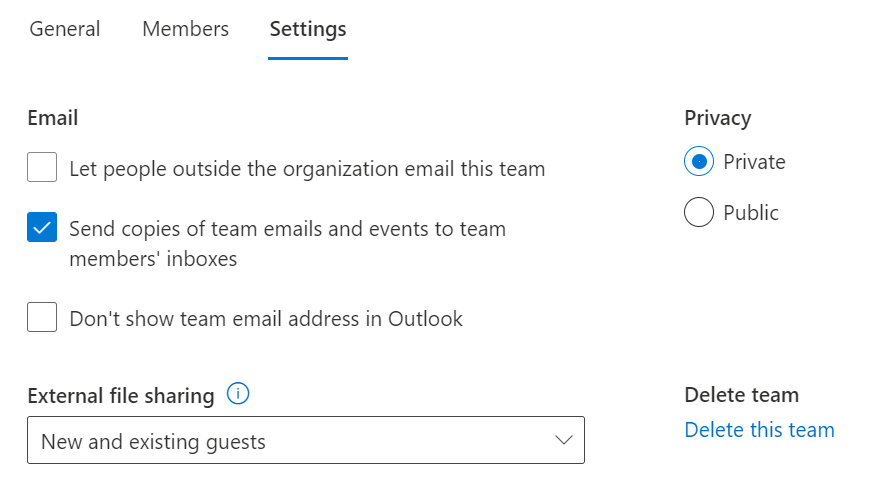 General Members Settings
Email
Let people outside the organization email this team
Send copies of team emails and events to team
members' inboxes
Don't show team email address in Outlook
External file sharing
New and existing guests
Privacy
Private
Public
Delete team
Delete this team